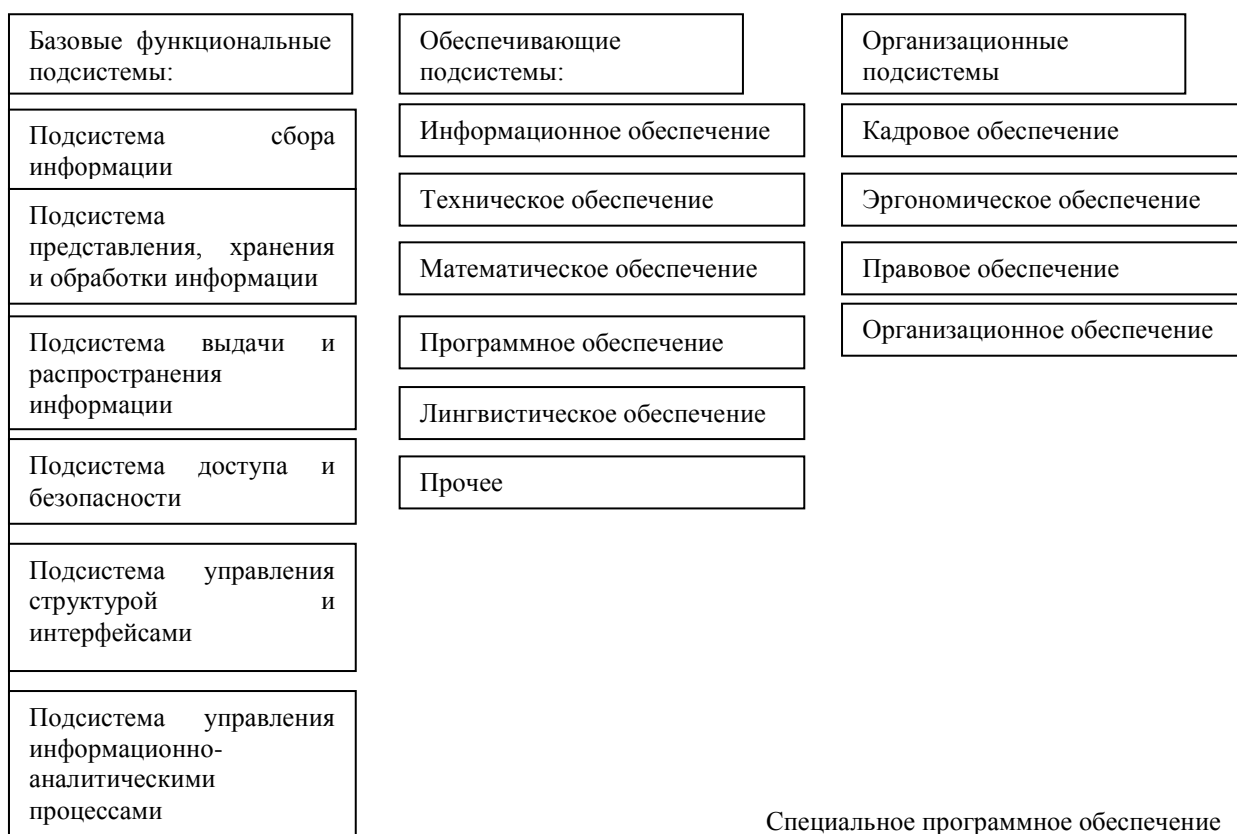 Базовые функциональные
подсистемы:
Подсистема сбора
информации
Подсистема
представления, хранения
и обработки информации
Подсистема выдачи и
распространения
информации
Подсистема доступа и
безопасности
Подсистема управления
структурой и
интерфейсами
Подсистема управления
информационно-
аналитическими
процессами
Обеспечивающие
подсистемы:
Информационное обеспечение
Техническое обеспечение
Математическое обеспечение
Программное обеспечение
Лингвистическое обеспечение
Прочее
Организационные
подсистемы
Кадровое обеспечение
Эргономическое обеспечение
Правовое обеспечение
Организационное обеспечение
Специальное программное обеспечение